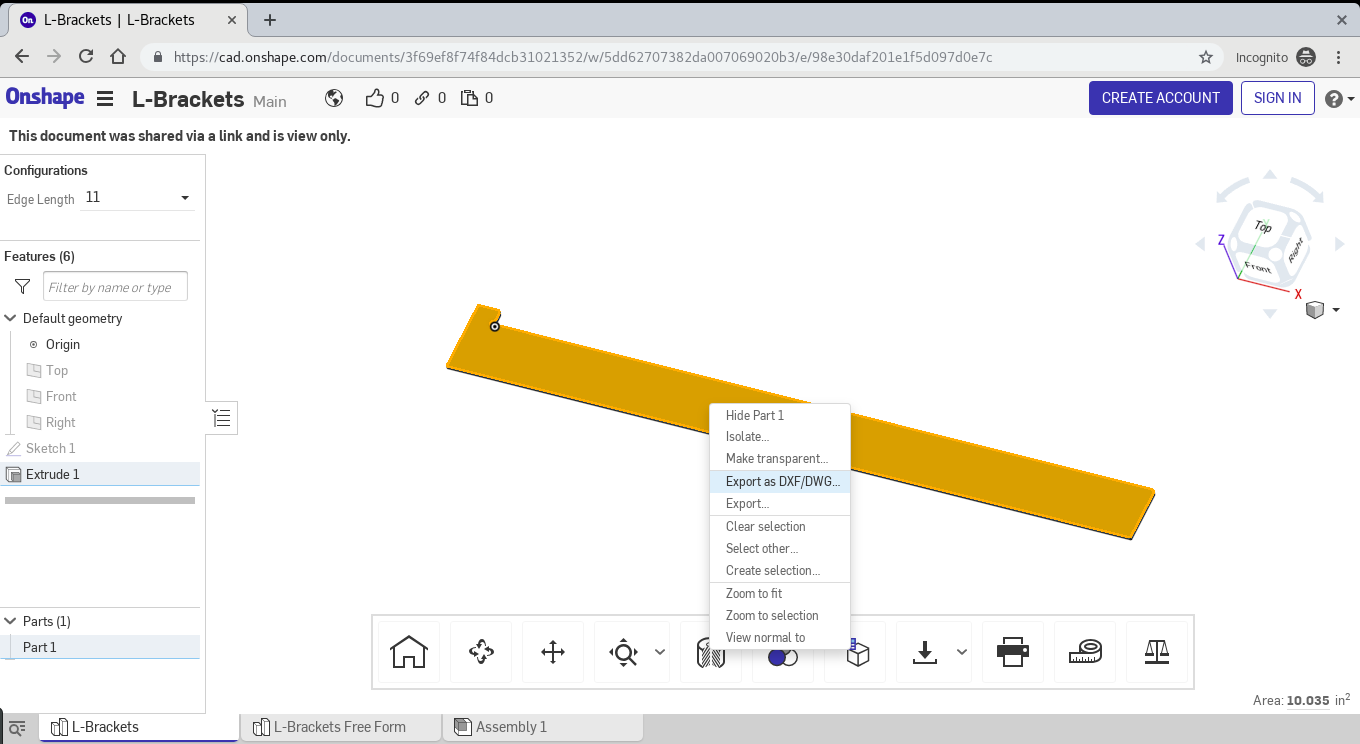 L-Brackets | L-Brackets
https://cad.onshape.com/documents/3f69ef8f74f84dcb31021352/w/5dd62707382da007069020b3/e/98e30daf201e1f5d097d0e7c
Incognito
Onshape
L-Brackets Main
0
0
0
CREATE ACCOUNT
SIGN IN
This document was shared via a link and is view only.
Configurations
Edge Length 11
Features (6)
Filter by name or type
Default geometry
Origin
Top
Front
Right
Sketch 1
Extrude 1
Parts (1)
Part 1
Top
Front
Right
Z
X
Hide Part 1
Isolate...
Make transparent...
Export as DXF/DWG...
Export...
Clear selection
Select other...
Create selection...
Zoom to fit
Zoom to selection
View normal to
Area: 10.035 in²
L-Brackets
L-Brackets Free Form
Assembly 1